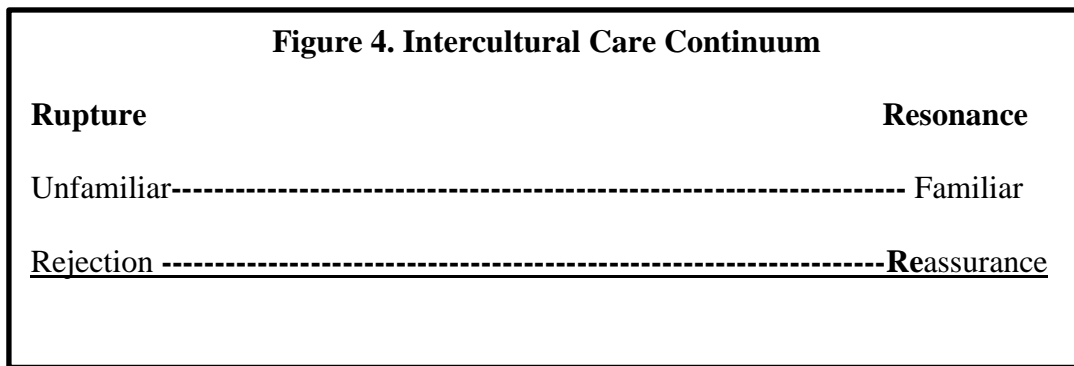 Figure 4. Intercultural Care Continuum
Rupture Resonance
Unfamiliar---------------------------------------------------------------------- Familiar
Rejection ---------------------------------------------------------------------Reassurance